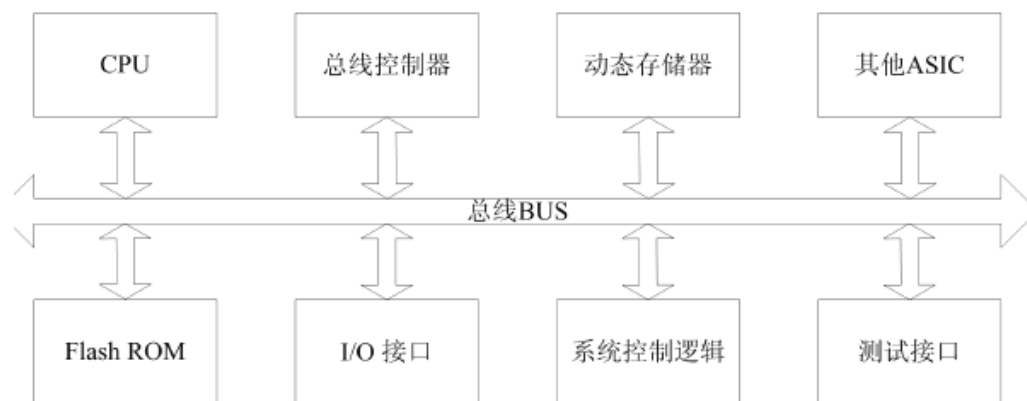 CPU
总线控制器
动态存储器
其他ASIC
总线BUS
Flash ROM
I/O 接口
系统控制逻辑
测试接口